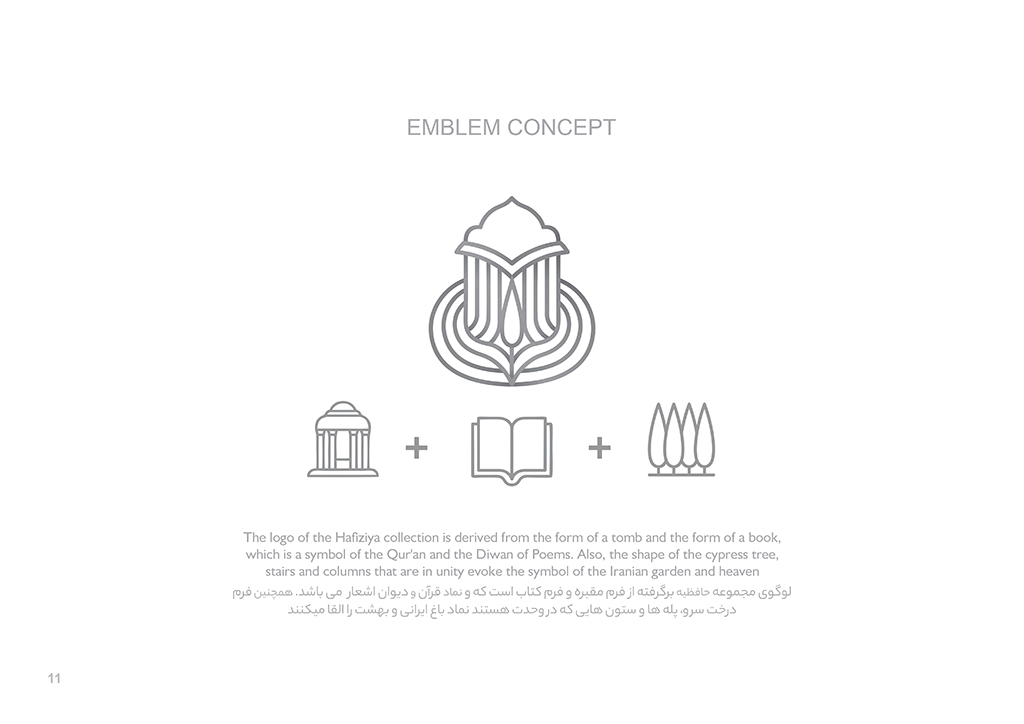 EMBLEM CONCEPT
The logo of the Hafiziya collection is derived from the form of a tomb and the form of a book,
which is a symbol of the Qur'an and the Diwan of Poems. Also, the shape of the cypress tree,
stairs and columns that are in unity evoke the symbol of the Iranian garden and heaven
لوگوی مجموعه حافظیه برگرفته از فرم مقبره و فرم کتاب است که و نماد قرآن و دیوان اشعار می باشد. همچنین فرم
درخت سرو، پله ها و ستون هایی که در وحدت هستند نماد باغ ایرانی و بهشت را القا میکنند
11